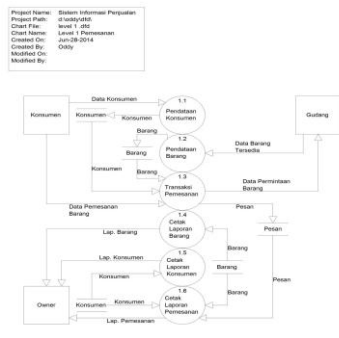 Project Name: Sistem Informasi Penjualan
Project Path: d:\eddy\dfd\
Chart File: level 1 .dfd
Chart Name: Level 1 Pemesanan
Created On: Jun-28-2014
Created By: Oddy
Modified On:
Modified By:
Data Konsumen
1.1
Konsumen
Konsumen
Konsumen
Pendataan
Konsumen
Gudang
Barang
1.2
Data Barang
Tersedia
Barang
Pendataan
Barang
Konsumen
Barang
1.3
Transaksi
Pemesanan
Data Permintaan
Barang
Data Pemesanan
Barang
Pesan
1.4
Cetak
Laporan
Barang
Pesan
Lap. Barang
Barang
Barang
Lap. Konsumen
1.5
Cetak
Laporan
Konsumen
Barang
Konsumen
Pesan
Owner
Konsumen
Konsumen
1.6
Cetak
Laporan
Pemesanan
Barang
Lap. Pemesanan